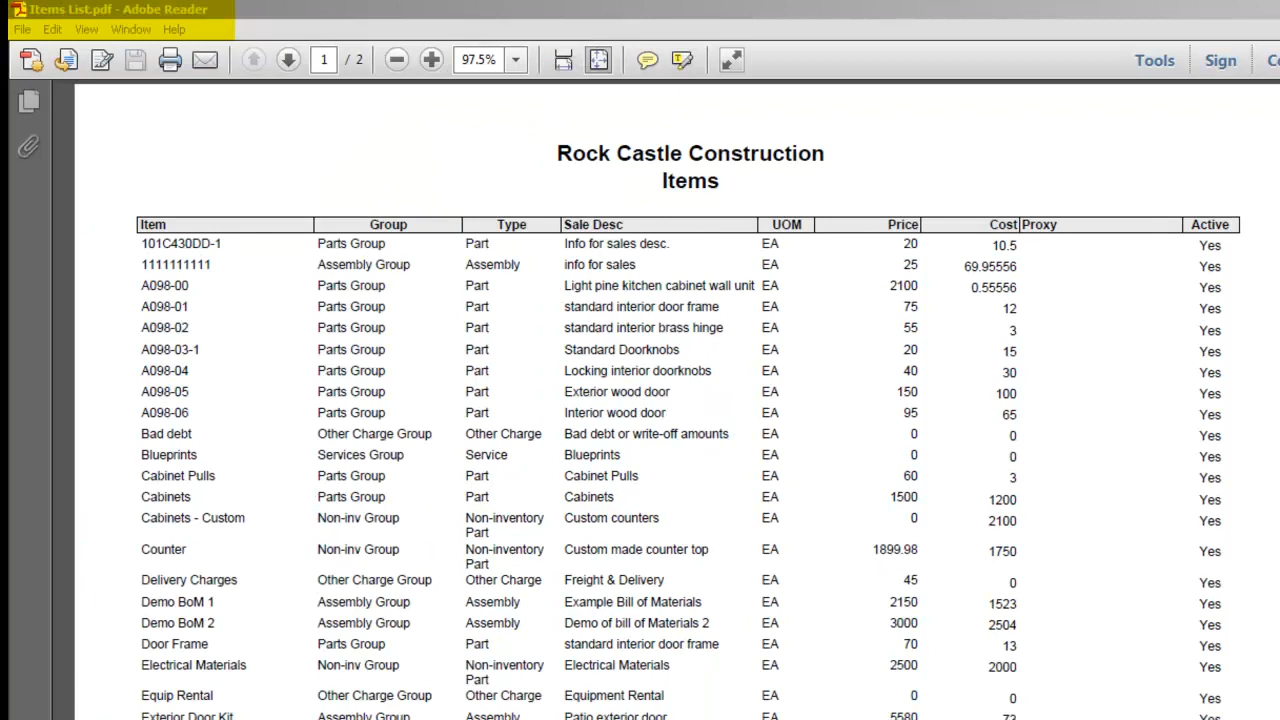 Items List.pdf - Adobe Reader
File Edit View Window Help
1 / 2 97.5% Tools Sign
Rock Castle Construction
Items
Item Group Type Sale Desc UOM Price Cost Proxy Active
101C430DD-1 Parts Group Part Info for sales desc. EA 20 10.5 Yes
1111111111 Assembly Group Assembly info for sales EA 25 69.95556 Yes
A098-00 Parts Group Part Light pine kitchen cabinet wall unit EA 2100 0.55556 Yes
A098-01 Parts Group Part standard interior door frame EA 75 12 Yes
A098-02 Parts Group Part standard interior brass hinge EA 55 3 Yes
A098-03-1 Parts Group Part Standard Doorknobs EA 20 15 Yes
A098-04 Parts Group Part Locking interior doorknobs EA 40 30 Yes
A098-05 Parts Group Part Exterior wood door EA 150 100 Yes
A098-06 Parts Group Part Interior wood door EA 95 65 Yes
Bad debt Other Charge Group Other Charge Bad debt or write-off amounts EA 0 0 Yes
Blueprints Services Group Service Blueprints EA 0 0 Yes
Cabinet Pulls Parts Group Part Cabinet Pulls EA 60 3 Yes
Cabinets Parts Group Part Cabinets EA 1500 1200 Yes
Cabinets - Custom Non-inv Group Non-inventory Custom counters EA 0 2100 Yes
Part
Counter Non-inv Group Non-inventory Custom made counter top EA 1899.98 1750 Yes
Part
Delivery Charges Other Charge Group Other Charge Freight & Delivery EA 45 0 Yes
Demo BoM 1 Assembly Group Assembly Example Bill of Materials EA 2150 1523 Yes
Demo BoM 2 Assembly Group Assembly Demo of bill of Materials 2 EA 3000 2504 Yes
Door Frame Parts Group Part standard interior door frame EA 70 13 Yes
Electrical Materials Non-inv Group Non-inventory Electrical Materials EA 2500 2000 Yes
Part
Equip Rental Other Charge Group Other Charge Equipment Rental EA 0 0 Yes
Exterior Door Kit Assembly Group Assembly Patio exterior door EA 5580 73 Yes